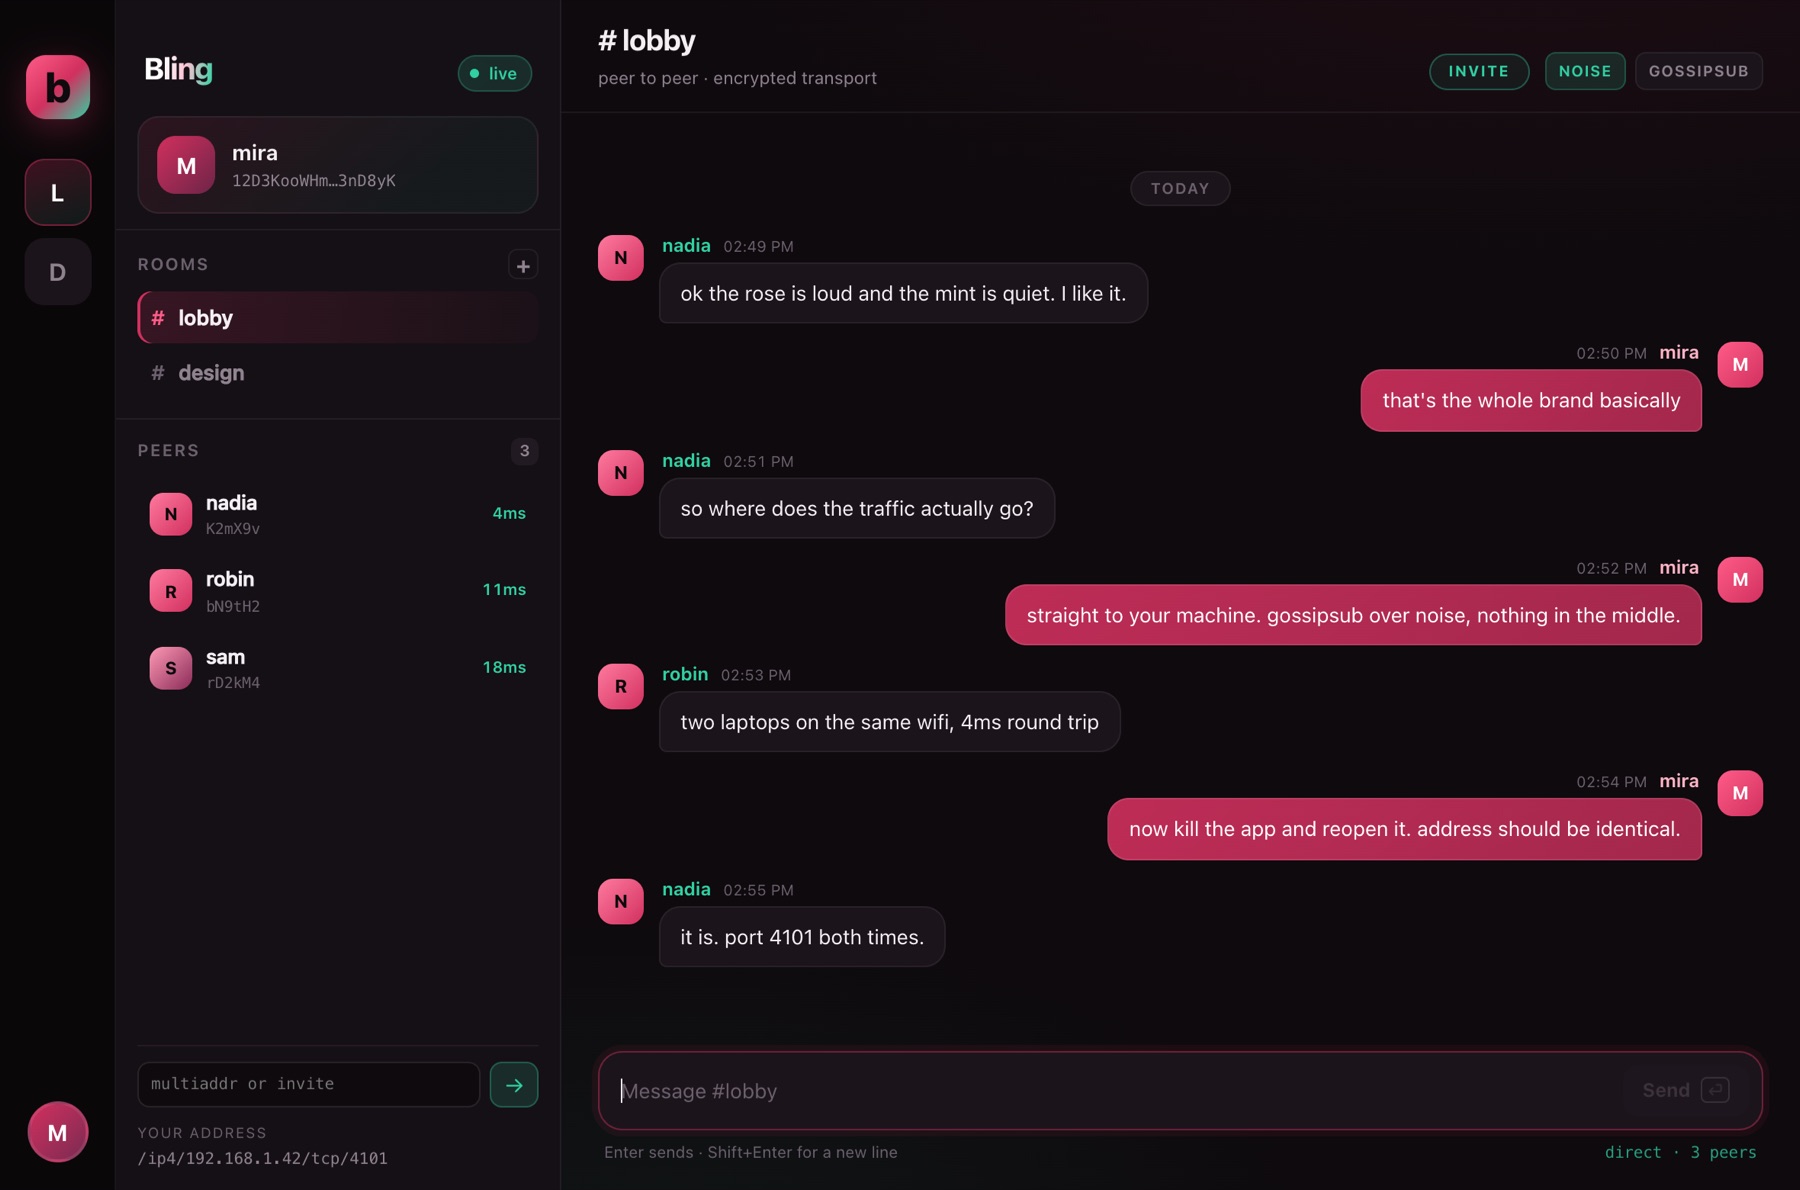 b
L
D
M
Bling
live
M
mira
12D3KooWHm…3nD8yK
ROOMS
+
# lobby
# design
PEERS
3
N
nadia
K2mX9v
4ms
R
robin
bN9tH2
11ms
S
sam
rD2kM4
18ms
multiaddr or invite
→
YOUR ADDRESS
/ip4/192.168.1.42/tcp/4101
# lobby
peer to peer · encrypted transport
INVITE
NOISE
GOSSIPSUB
TODAY
N
nadia 02:49 PM
ok the rose is loud and the mint is quiet. I like it.
02:50 PM mira
M
that's the whole brand basically
N
nadia 02:51 PM
so where does the traffic actually go?
02:52 PM mira
M
straight to your machine. gossipsub over noise, nothing in the middle.
R
robin 02:53 PM
two laptops on the same wifi, 4ms round trip
02:54 PM mira
M
now kill the app and reopen it. address should be identical.
N
nadia 02:55 PM
it is. port 4101 both times.
Message #lobby
Send
Enter sends · Shift+Enter for a new line
direct · 3 peers